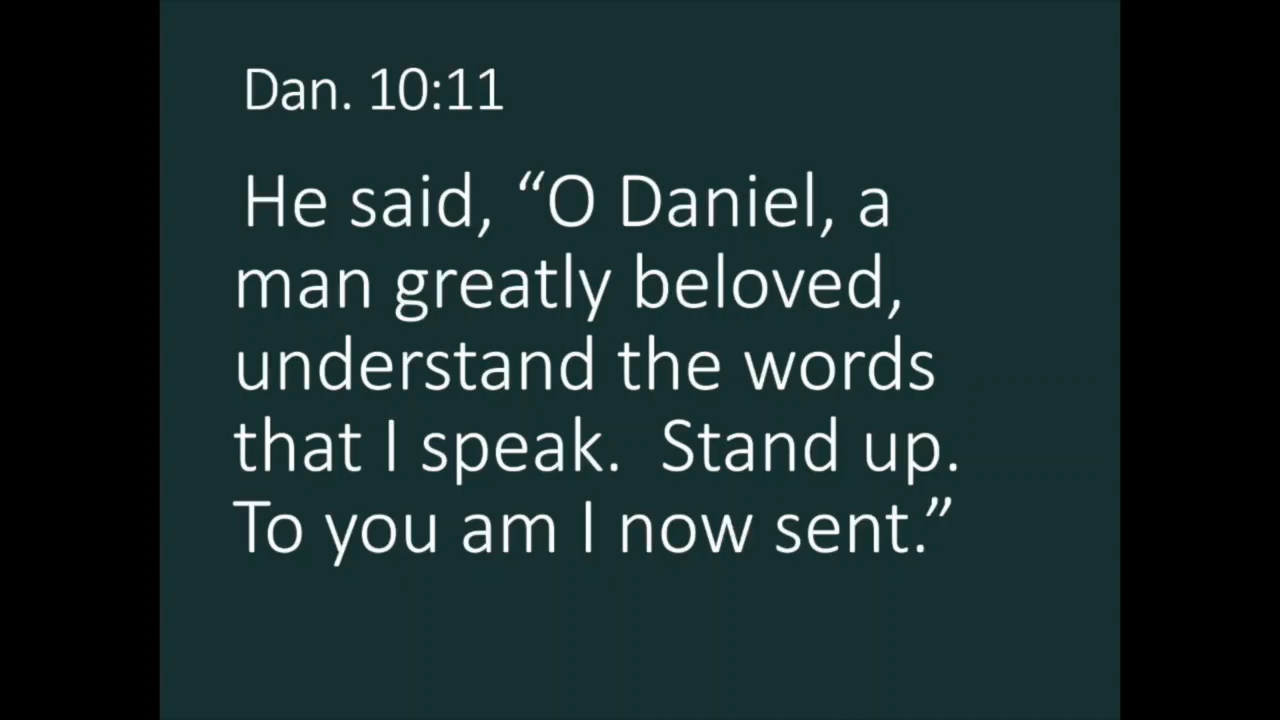 Dan. 10:11
He said, “O Daniel, a
man greatly beloved,
understand the words
that I speak.  Stand up.
To you am I now sent.”